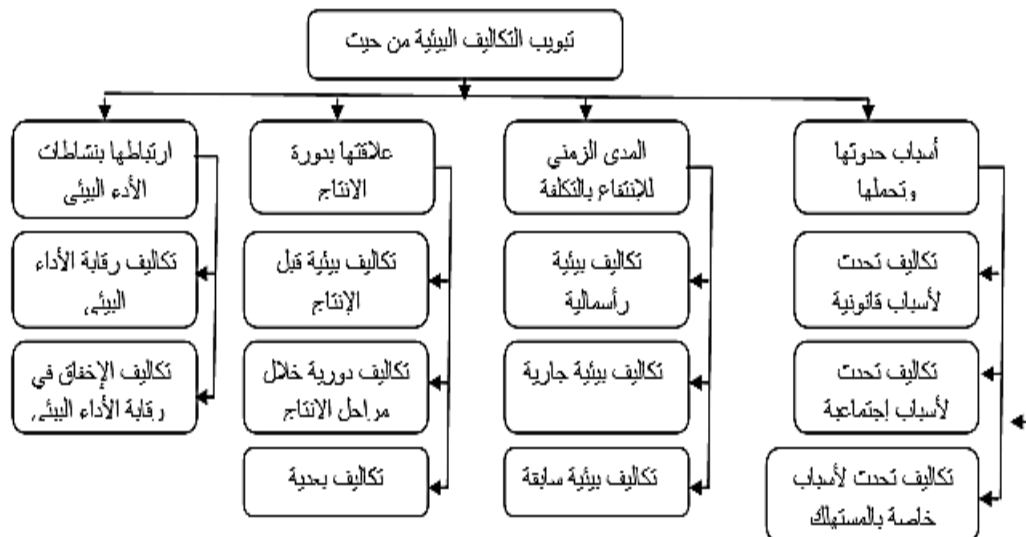 تبويب التكاليف البيئية من حيث
أسباب حدوثها
وتحملها
تكاليف تحدث
لأسباب قانونية
تكاليف تحدث
لأسباب إجتماعية
تكاليف تحدث لأسباب
خاصة بالمستهلك
المدى الزمني
للإنتفاع بالتكلفة
تكاليف بيئية
رأسمالية
تكاليف بيئية جارية
تكاليف بيئية سابقة
علاقتها بدورة
الانتاج
تكاليف بيئية قبل
الإنتاج
تكاليف دورية خلال
مراحل الانتاج
تكاليف بعدية
ارتباطها بنشاطات
الأدء البيئي
تكاليف رقابة الأداء
البيئي
تكاليف الإخفاق في
رقابة الأداء البيئي